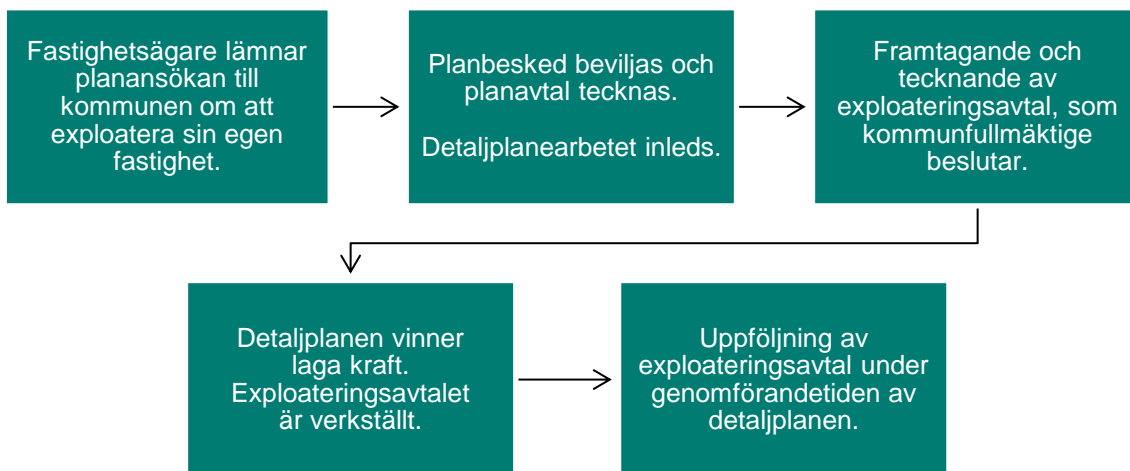 Fastighetsägare lämnar
planansökan till
kommunen om att
exploatera sin egen
fastighet.
Planbesked beviljas och
planavtal tecknas.
Detaljplanearbetet inleds.
Framtagande och
tecknande av
exploateringsavtal, som
kommunfullmäktige
beslutar.
Detaljplanen vinner
laga kraft.
Exploateringsavtalet
är verkställt.
Uppföljning av
exploateringsavtal under
genomförandetiden av
detaljplanen.